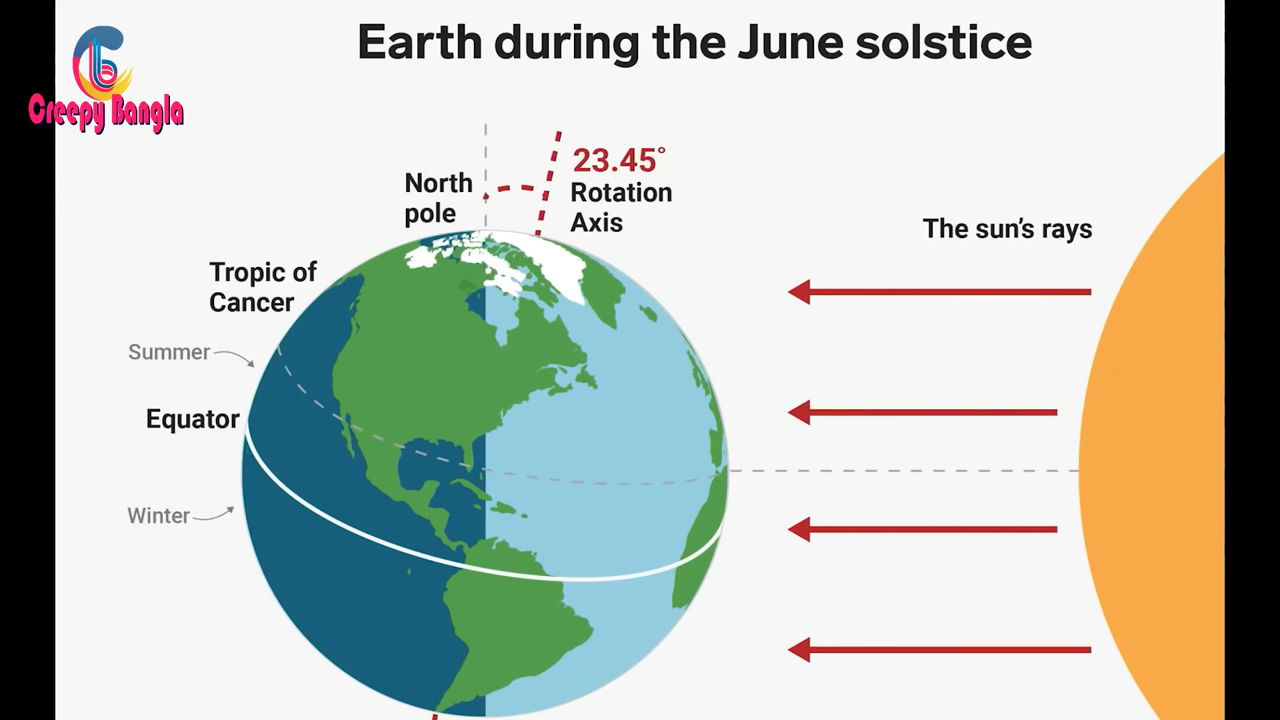 Earth during the June solstice
Creepy Bangla
23.45°
Rotation
Axis
North
pole
The sun's rays
Tropic of
Cancer
Summer
Equator
Winter